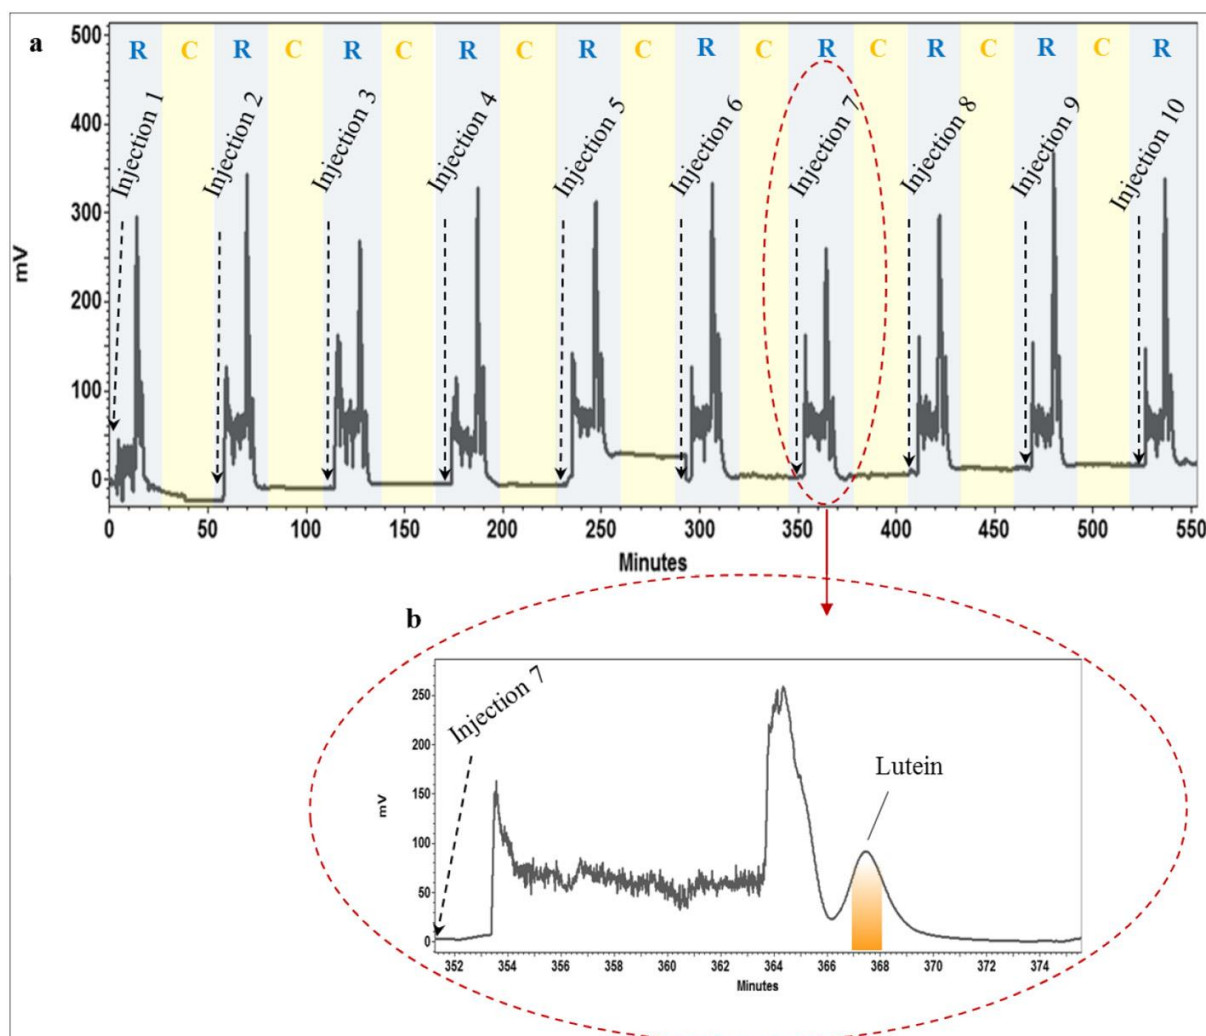 a
500
400
300
200
100
0
mV
R C R C R C R C R C R C R C R C R C R
Injection 1
Injection 2
Injection 3
Injection 4
Injection 5
Injection 6
Injection 7
Injection 8
Injection 9
Injection 10
0 50 100 150 200 250 300 350 400 450 500 550
Minutes
b
250
200
150
100
50
0
mV
Injection 7
Lutein
352 354 356 358 360 362 364 366 368 370 372 374
Minutes